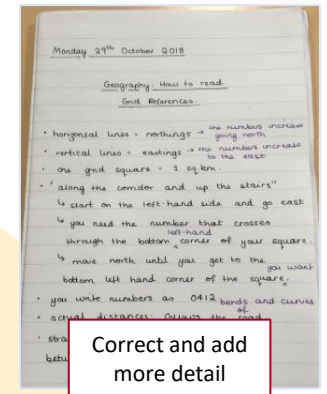 Monday 29th October 2018
Geography: How to read
Grid References.
• horizontal lines = northings → the numbers increase
going north
• vertical lines = eastings → the numbers increase
to the east
• one grid square = 1 sq km.
• "along the corridor and up the stairs"
↳ start on the left-hand side and go east
↳ you need the number that crosses
through the bottom left-hand corner of your square.
↳ move north until you get to the
bottom left hand corner of the square you want.
• you write numbers as 0412
• actual distances: follows the road bends and curves
• stra
betw
Correct and add
more detail